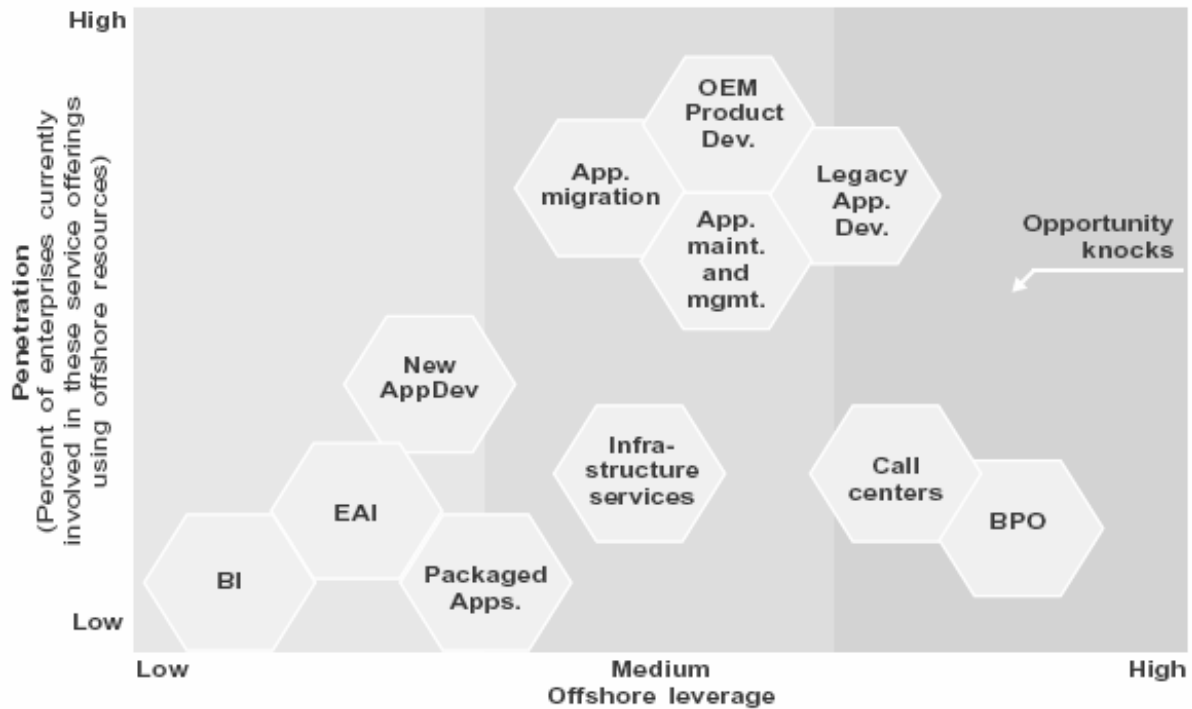 High
Penetration
(Percent of enterprises currently
involved in these service offerings
using offshore resources)
Low
OEM
Product
Dev.
App.
migration
Legacy
App.
Dev.
App.
maint.
and
mgmt.
Opportunity
knocks
New
AppDev
Infra-
structure
services
Call
centers
BPO
EAI
BI
Packaged
Apps.
Low
Medium
High
Offshore leverage